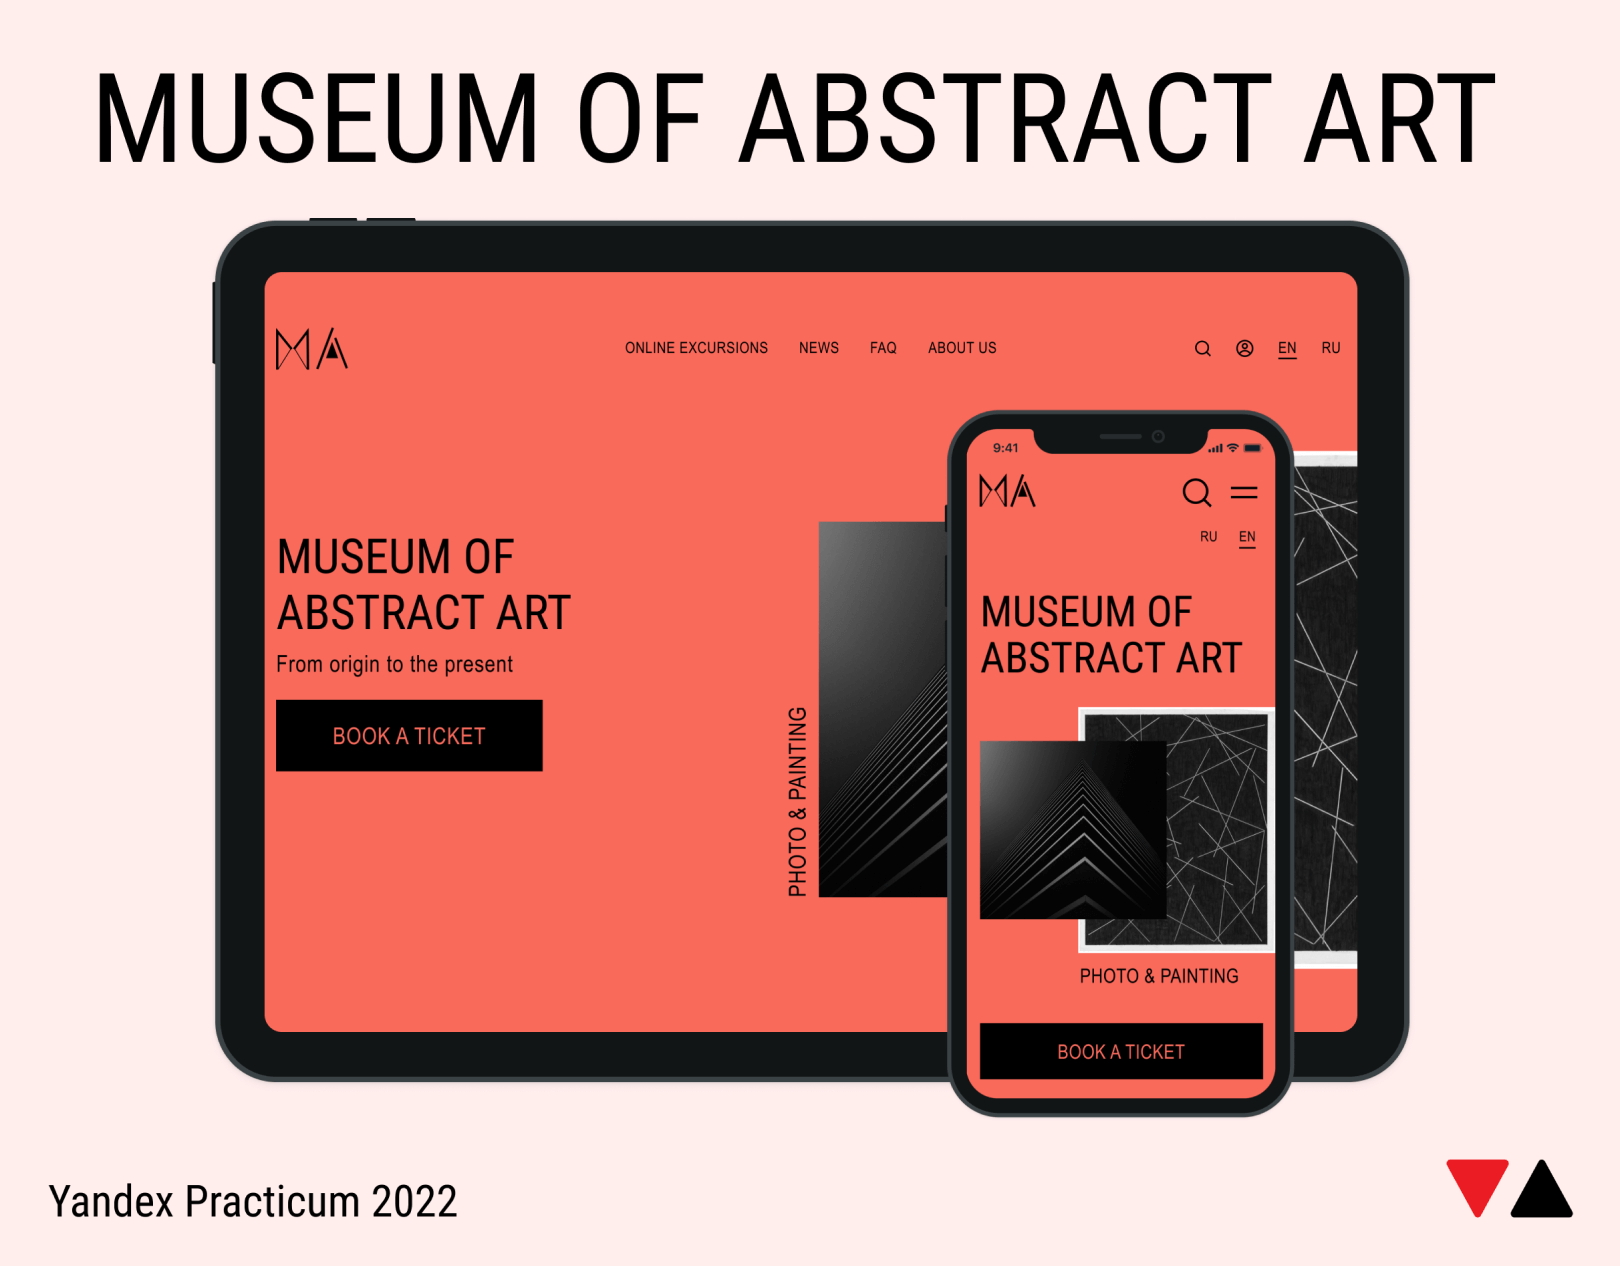 MUSEUM OF ABSTRACT ART
MA
ONLINE EXCURSIONS NEWS FAQ ABOUT US
EN RU
MUSEUM OF
ABSTRACT ART
From origin to the present
BOOK A TICKET
PHOTO & PAINTING
9:41
MA
RU EN
MUSEUM OF
ABSTRACT ART
PHOTO & PAINTING
BOOK A TICKET
Yandex Practicum 2022